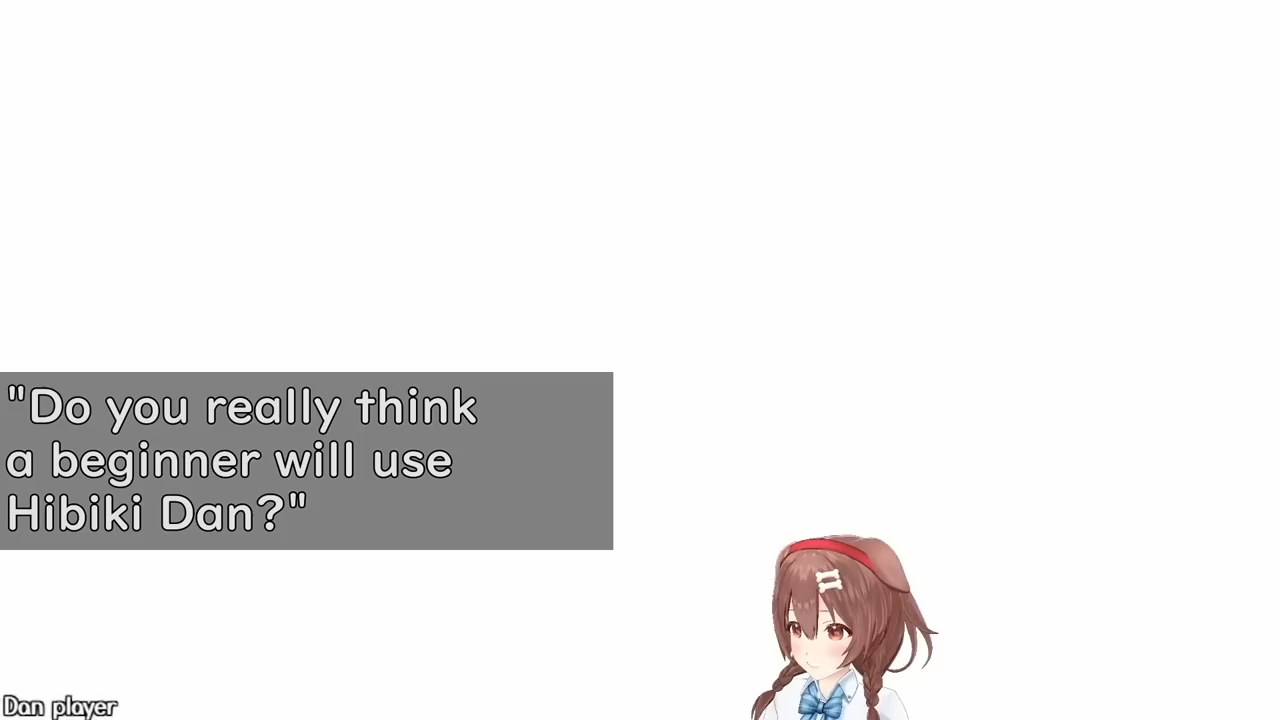 "Do you really think
a beginner will use
Hibiki Dan?"
Dan player